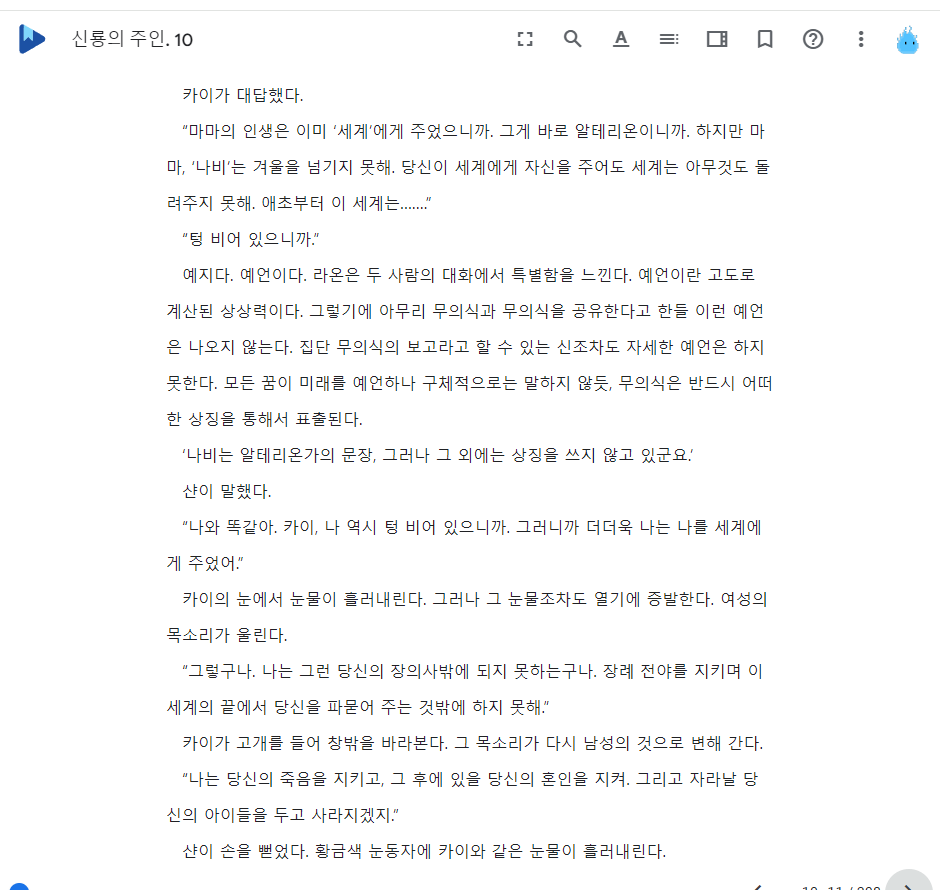 신룡의 주인. 10
카이가 대답했다.
“마마의 인생은 이미 ‘세계’에게 주었으니까. 그게 바로 알테리온이니까. 하지만 마
마, ‘나비’는 겨울을 넘기지 못해. 당신이 세계에게 자신을 주어도 세계는 아무것도 돌
려주지 못해. 애초부터 이 세계는…….”
“텅 비어 있으니까.”
예지다. 예언이다. 라온은 두 사람의 대화에서 특별함을 느낀다. 예언이란 고도로
계산된 상상력이다. 그렇기에 아무리 무의식과 무의식을 공유한다고 한들 이런 예언
은 나오지 않는다. 집단 무의식의 보고라고 할 수 있는 신조차도 자세한 예언은 하지
못한다. 모든 꿈이 미래를 예언하나 구체적으로는 말하지 않듯, 무의식은 반드시 어떠
한 상징을 통해서 표출된다.
‘나비는 알테리온가의 문장, 그러나 그 외에는 상징을 쓰지 않고 있군요.’
샨이 말했다.
“나와 똑같아. 카이, 나 역시 텅 비어 있으니까. 그러니까 더더욱 나는 나를 세계에
게 주었어.”
카이의 눈에서 눈물이 흘러내린다. 그러나 그 눈물조차도 열기에 증발한다. 여성의
목소리가 울린다.
“그렇구나. 나는 그런 당신의 장의사밖에 되지 못하는구나. 장례 전야를 지키며 이
세계의 끝에서 당신을 파묻어 주는 것밖에 하지 못해.”
카이가 고개를 들어 창밖을 바라본다. 그 목소리가 다시 남성의 것으로 변해 간다.
“나는 당신의 죽음을 지키고, 그 후에 있을 당신의 혼인을 지켜. 그리고 자라날 당
신의 아이들을 두고 사라지겠지.”
샨이 손을 뻗었다. 황금색 눈동자에 카이와 같은 눈물이 흘러내린다.